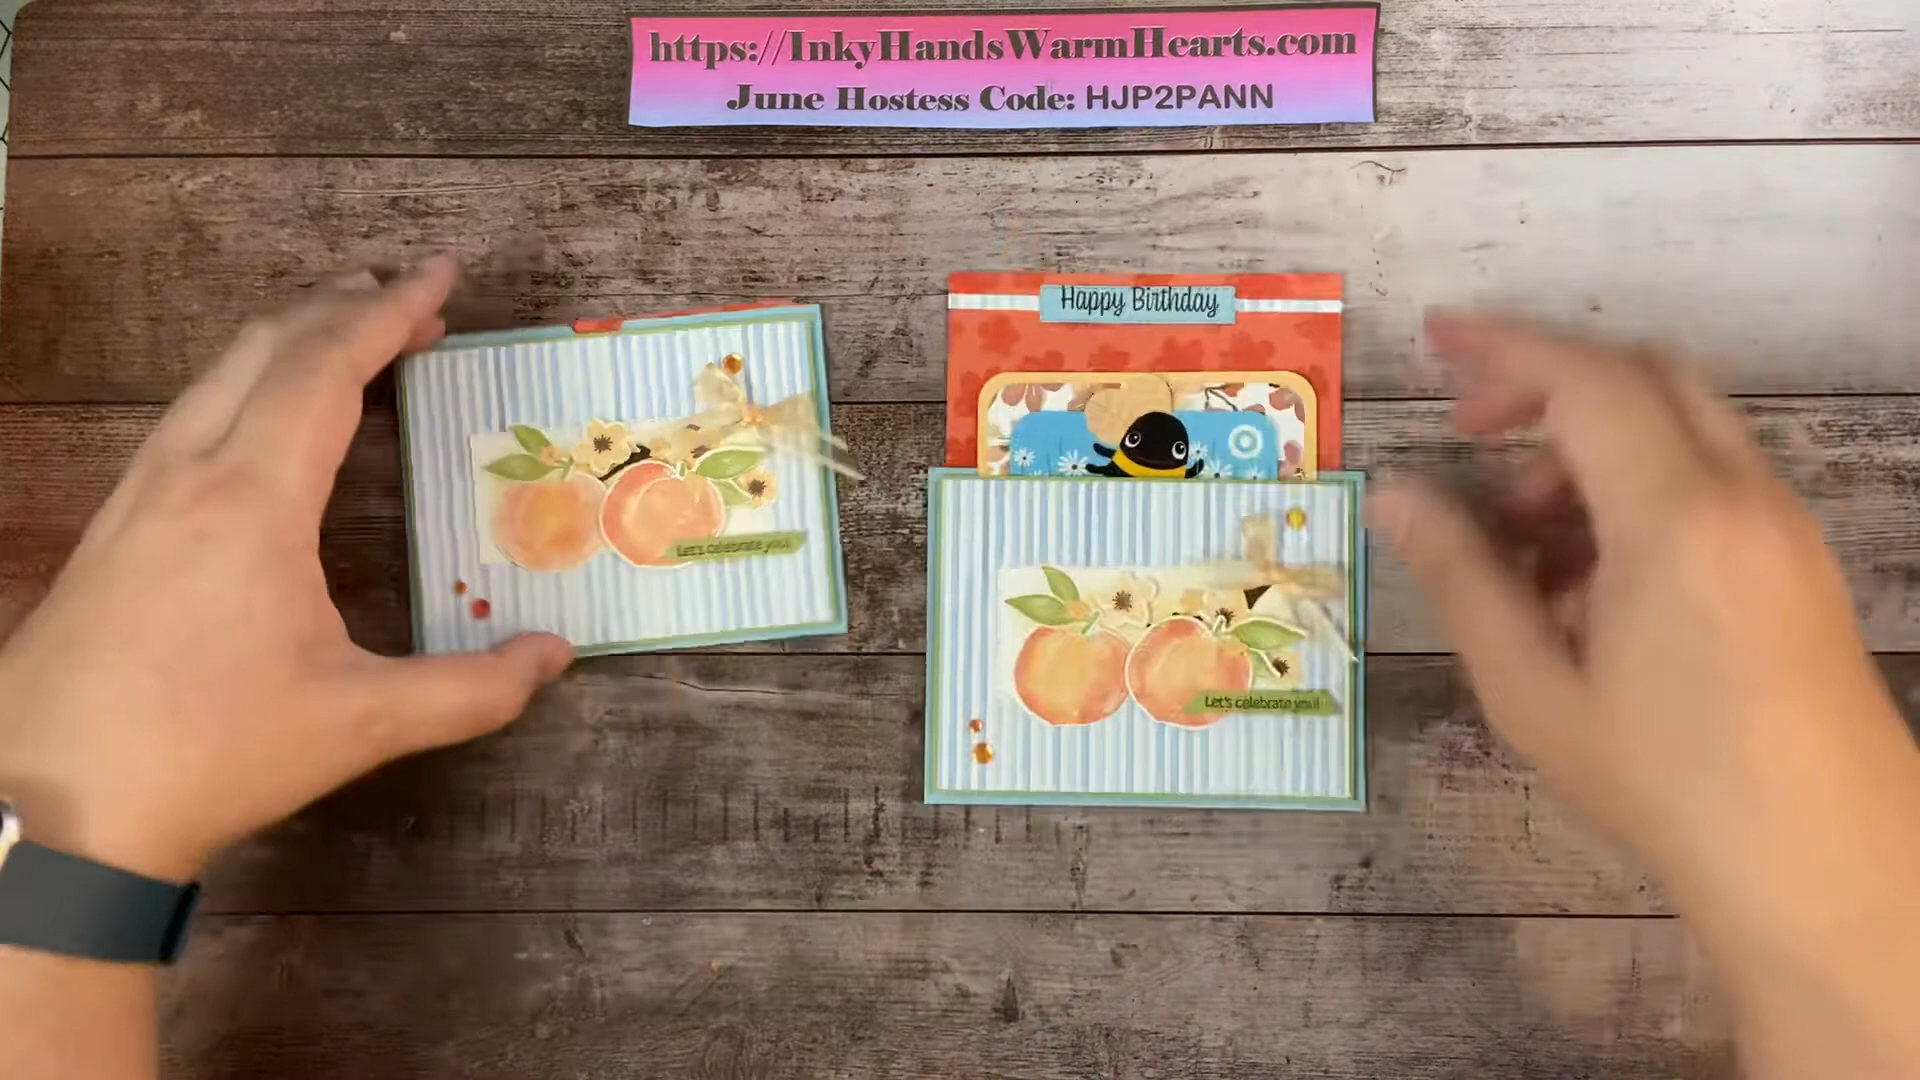 https://InkyHandsWarmHearts.com
June Hostess Code: HJP2PANN
Happy Birthday
Let's celebrate you!
Let's celebrate you!